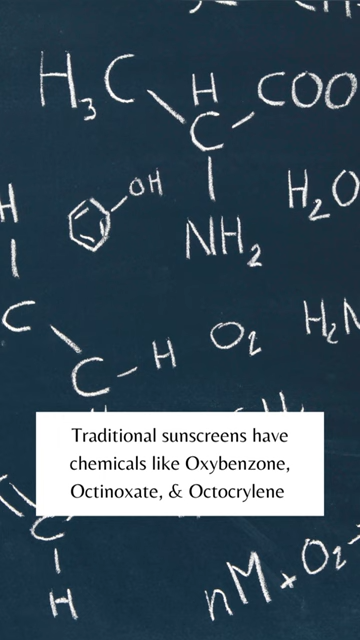 H₃C
H
COO
C
OH
H₂O
H
NH₂
C
O₂
H₂N
C
H
Traditional sunscreens have
chemicals like Oxybenzone,
Octinoxate, & Octocrylene
C
H
nM + O₂